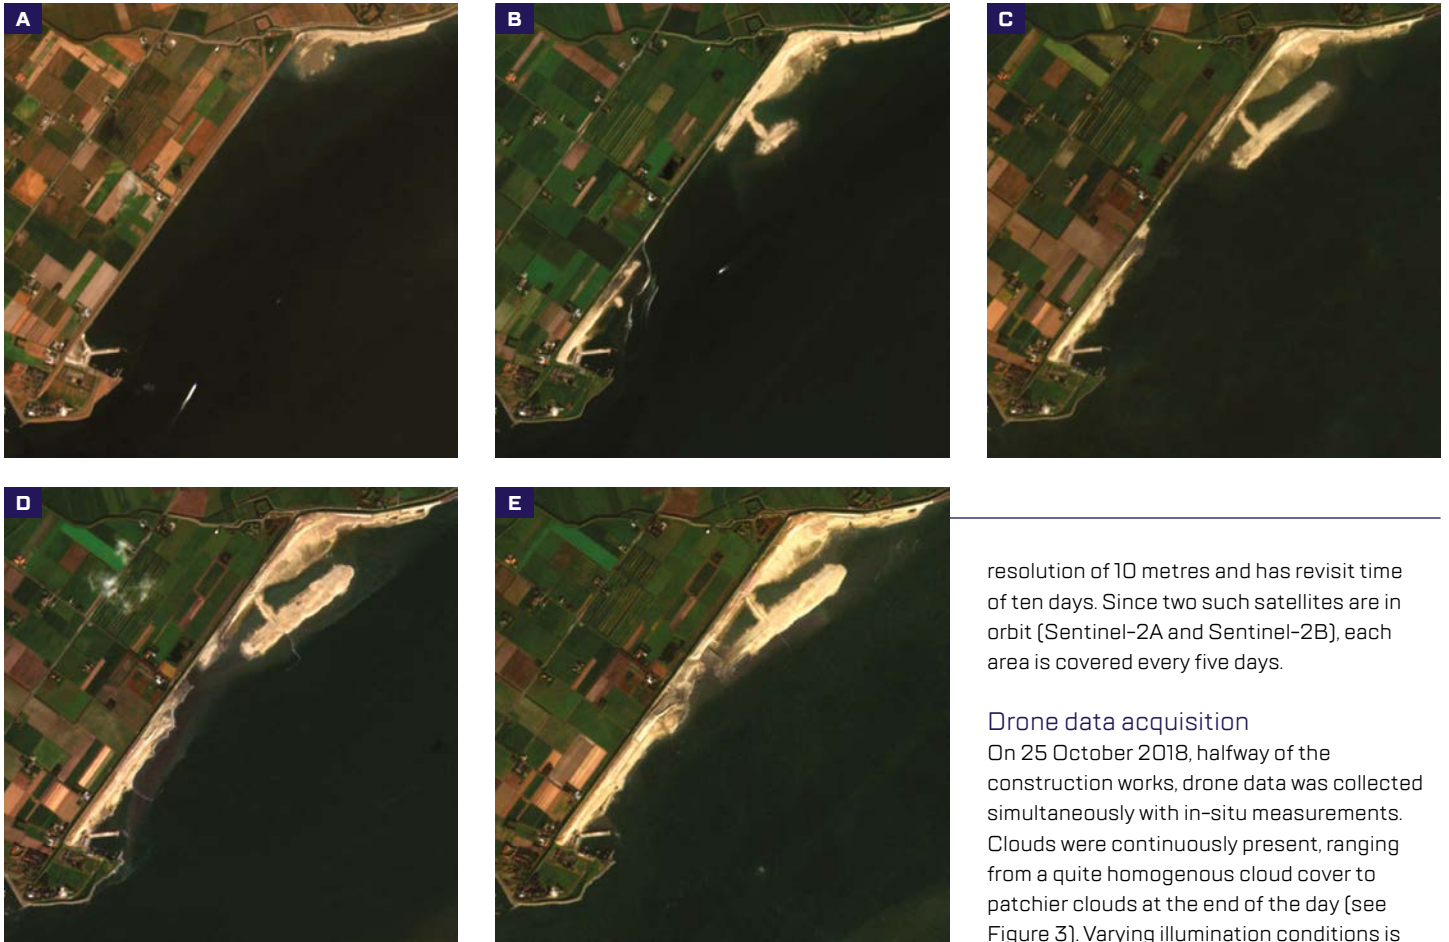 A
B
C
D
E
resolution of 10 metres and has revisit time
of ten days. Since two such satellites are in
orbit (Sentinel-2A and Sentinel-2B), each
area is covered every five days.
Drone data acquisition
On 25 October 2018, halfway of the
construction works, drone data was collected
simultaneously with in-situ measurements.
Clouds were continuously present, ranging
from a quite homogenous cloud cover to
patchier clouds at the end of the day (see
Figure 3). Varying illumination conditions is